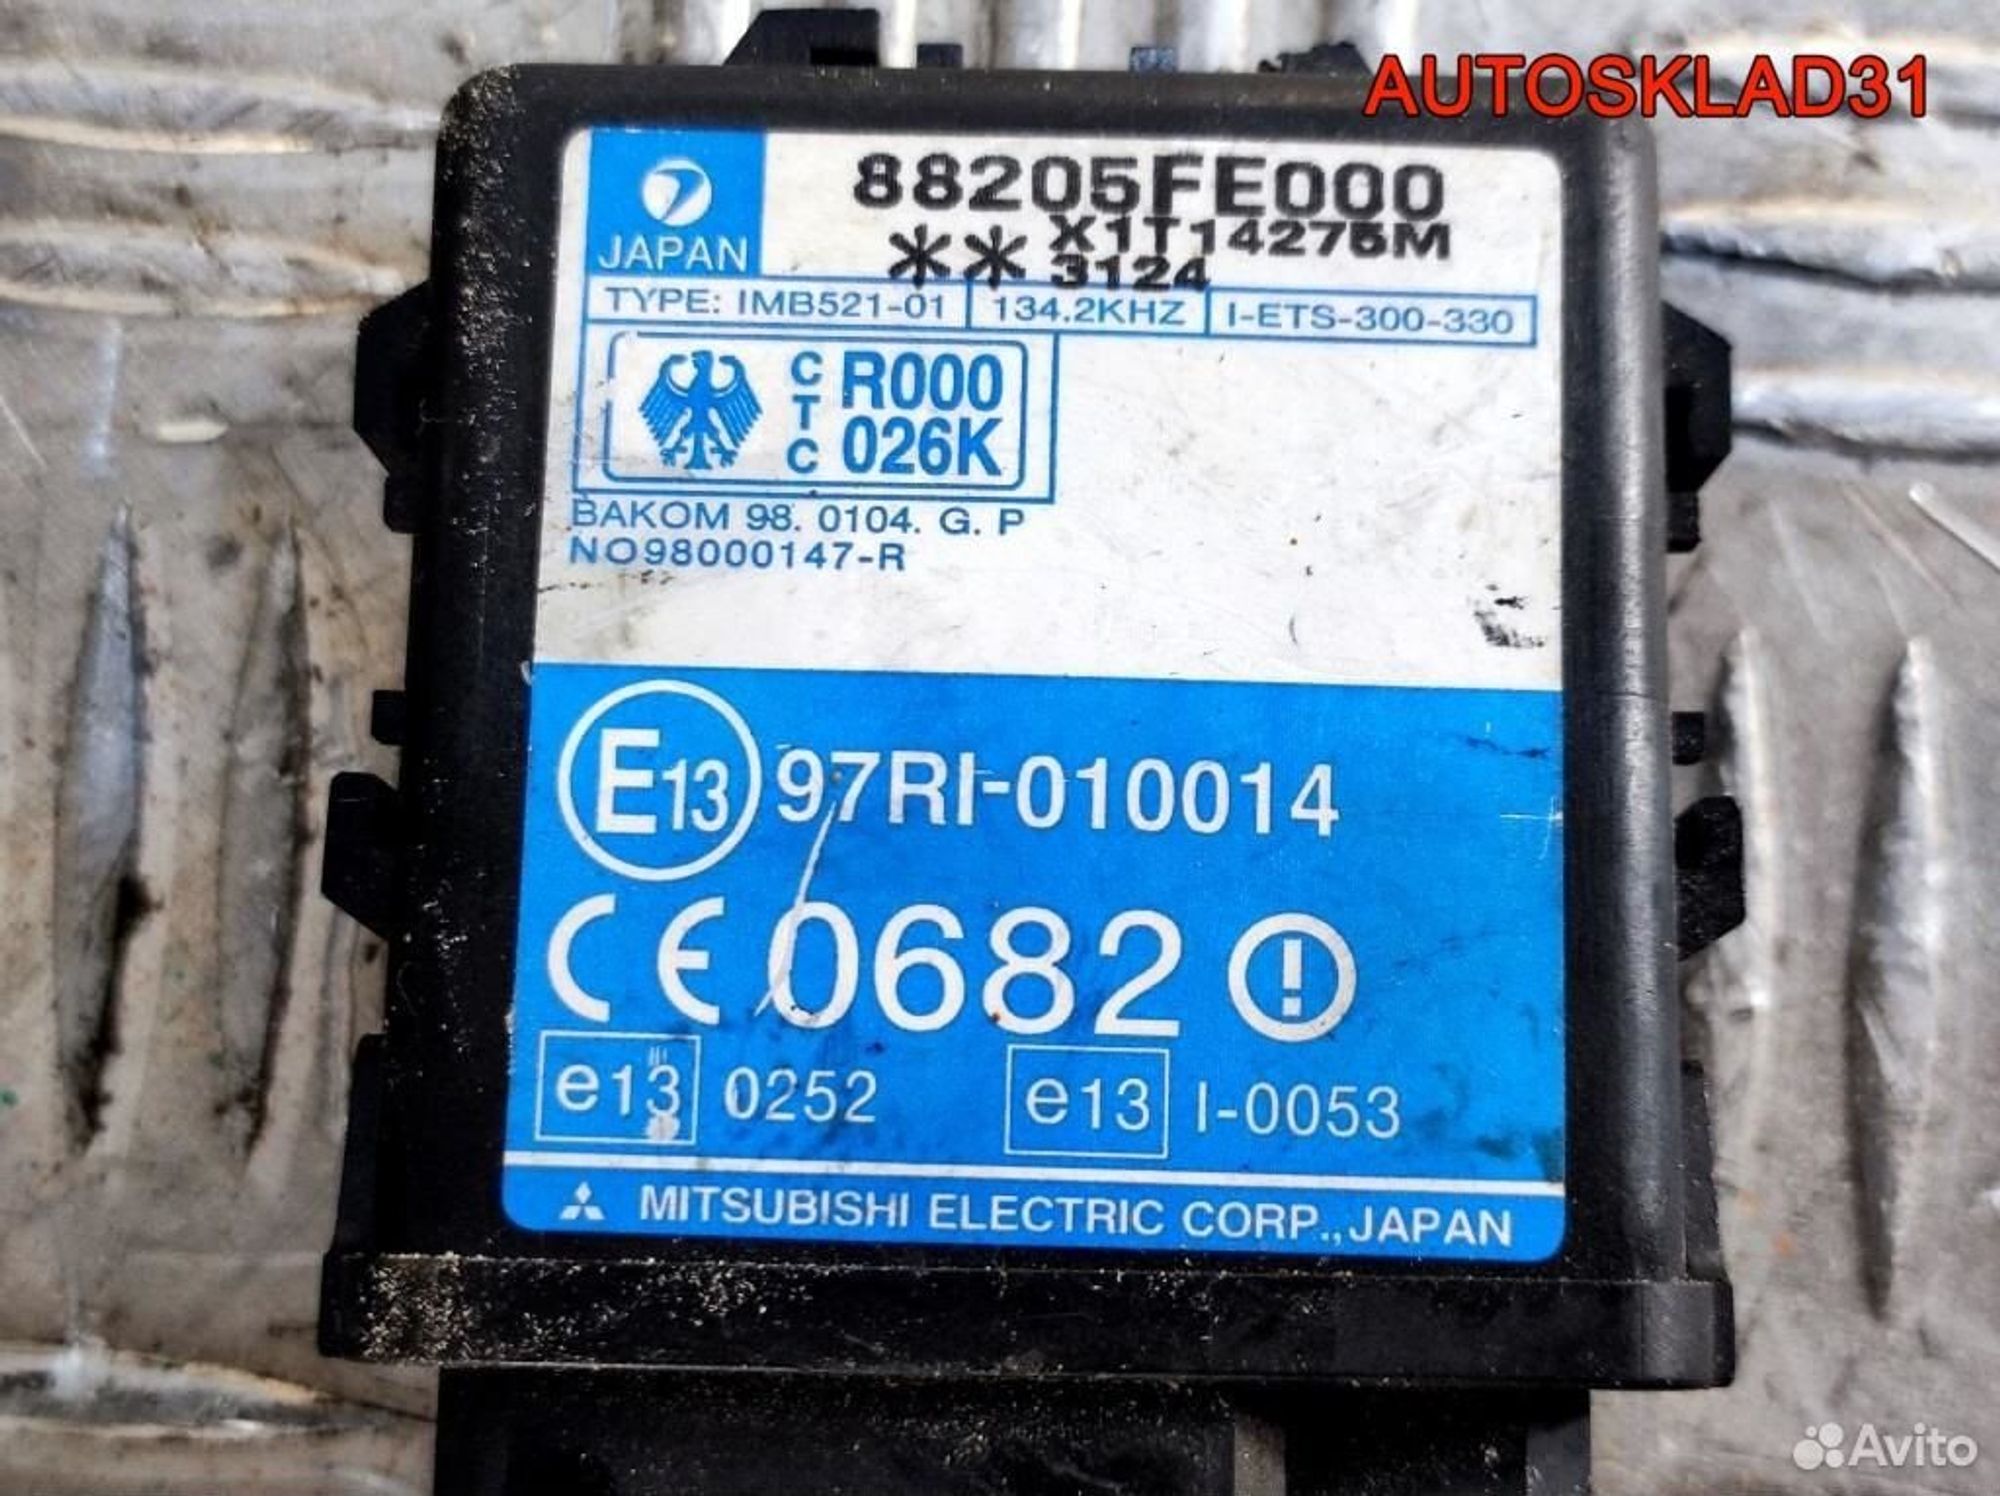 AUTOSKLAD31
88205FE000
X1T14275M
** 3124
JAPAN
TYPE: IMB521-01 134.2KHZ I-ETS-300-330
CTC R000
026K
BAKOM 98. 0104. G. P
NO98000147-R
E13 97RI-010014
CE 0682 !
e13 0252 e13 I-0053
MITSUBISHI ELECTRIC CORP., JAPAN
Avito